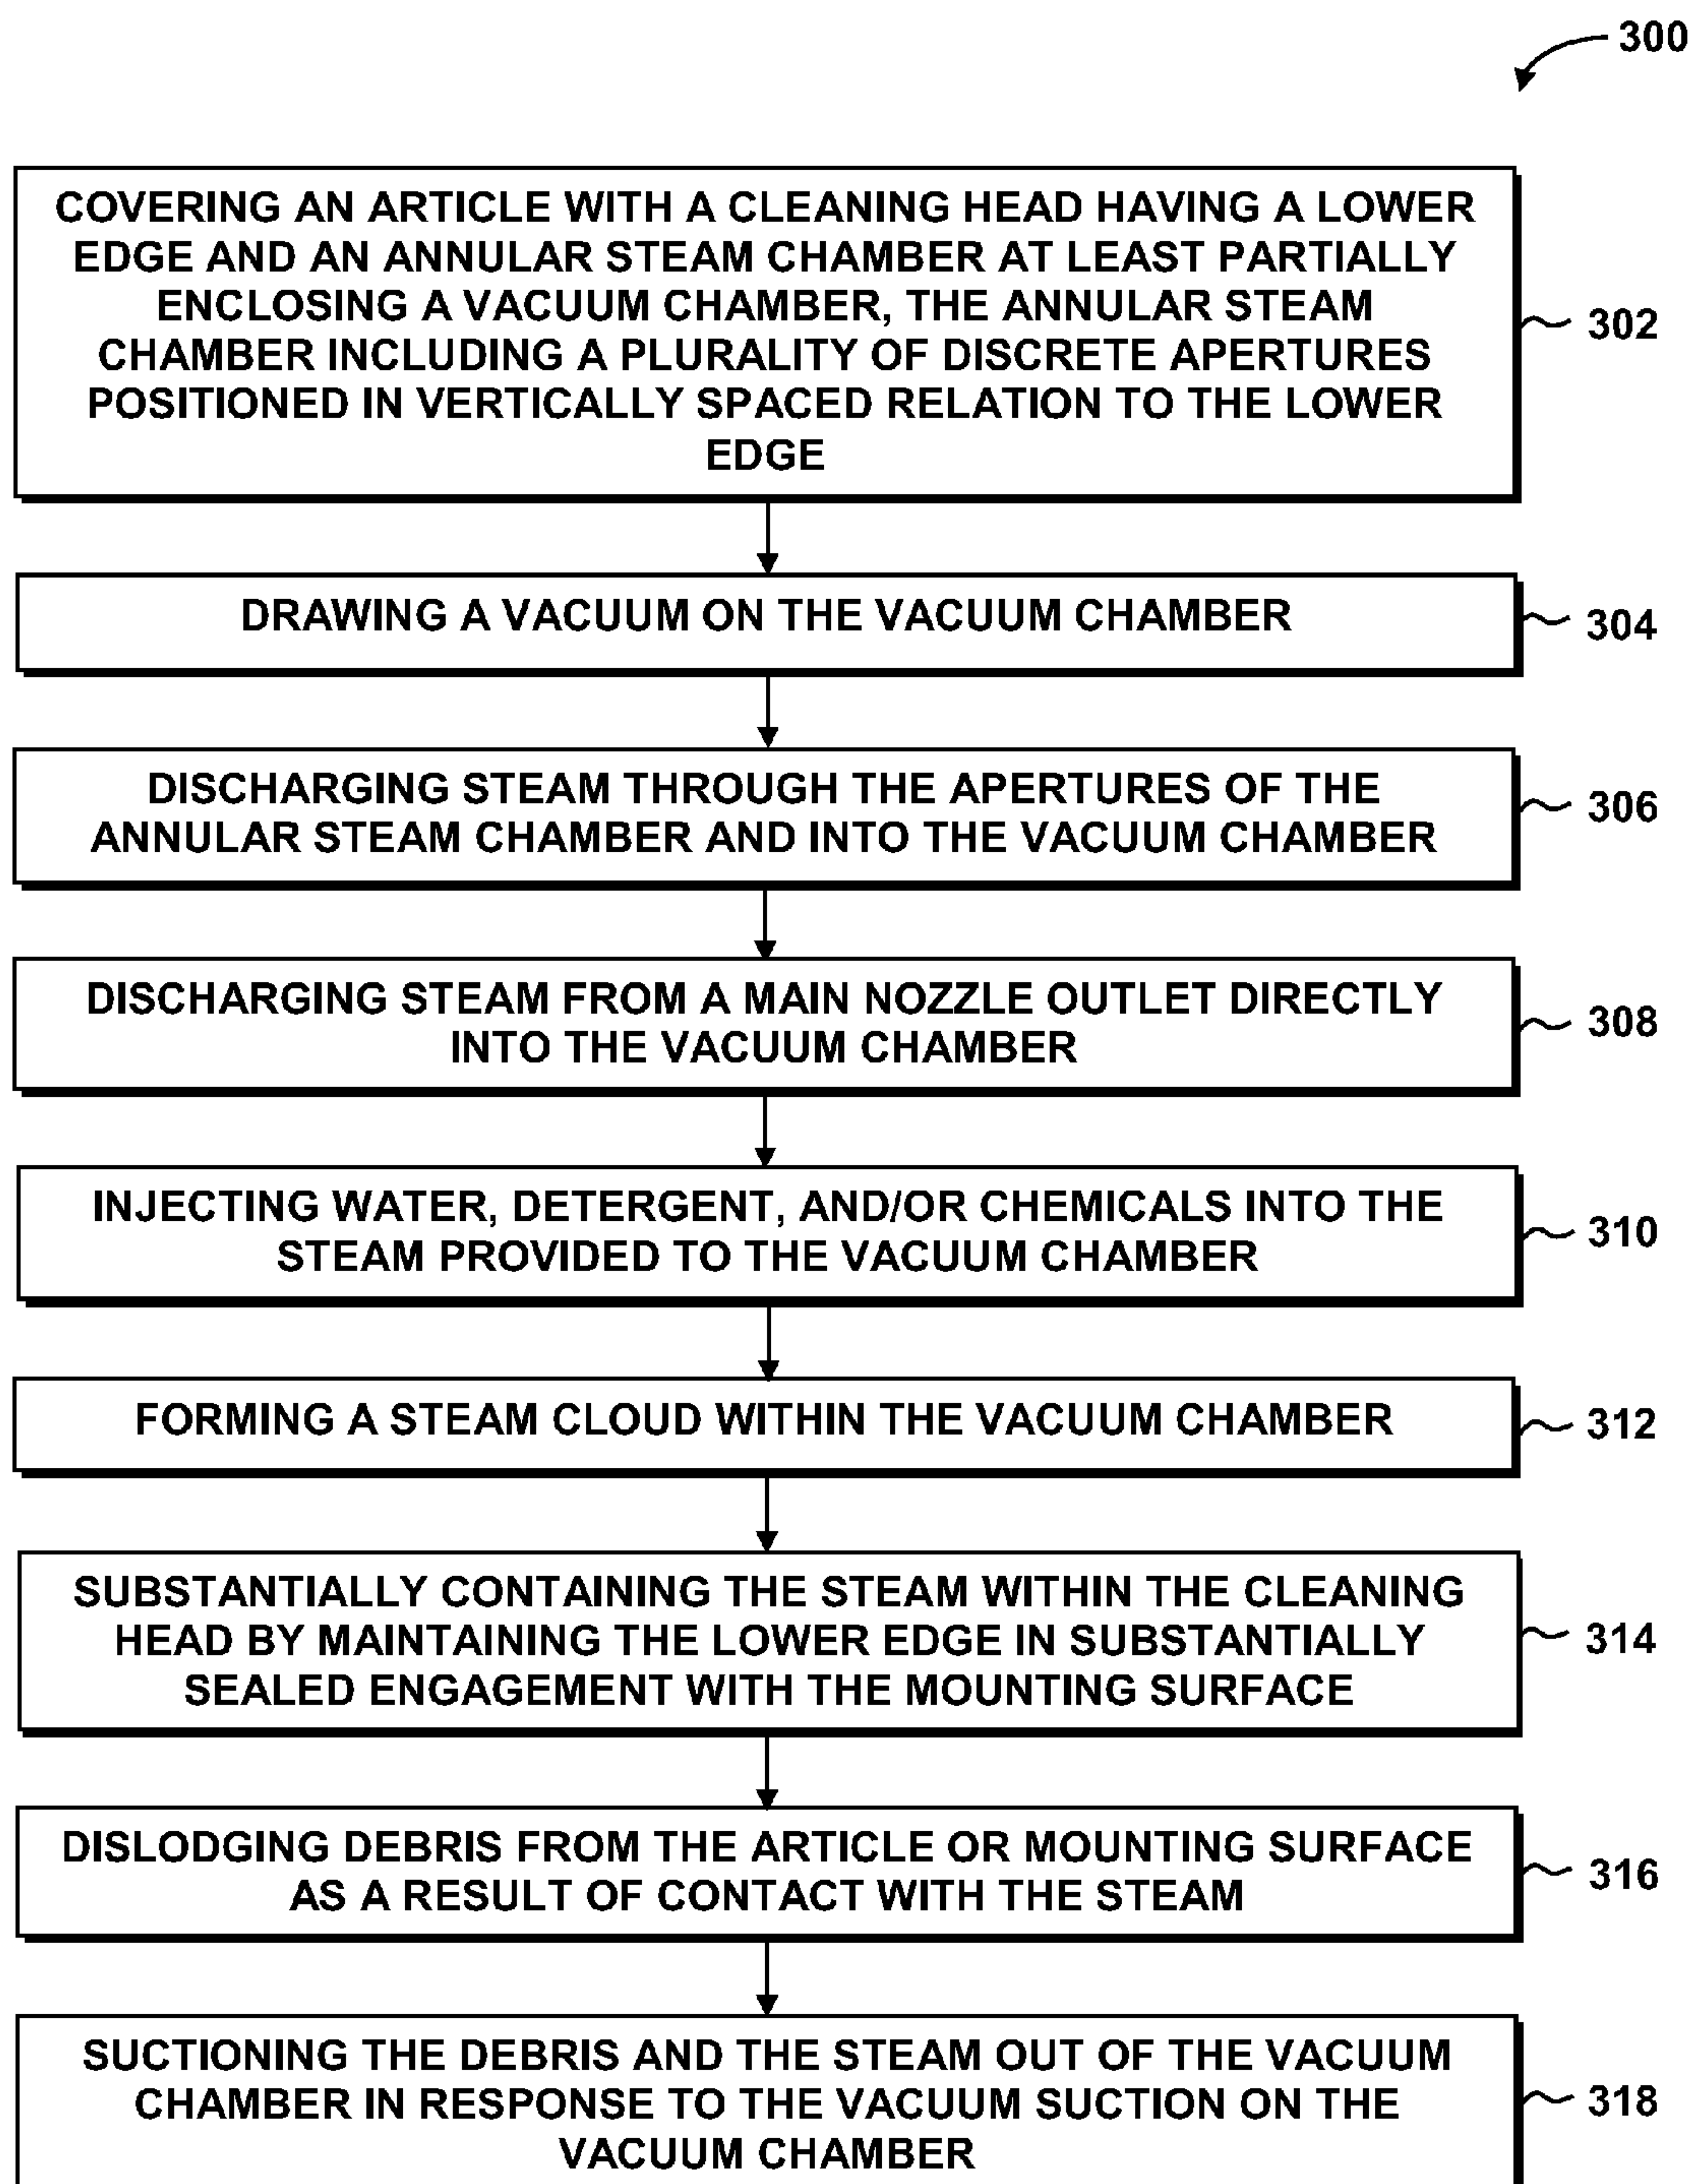 300
COVERING AN ARTICLE WITH A CLEANING HEAD HAVING A LOWER
EDGE AND AN ANNULAR STEAM CHAMBER AT LEAST PARTIALLY
ENCLOSING A VACUUM CHAMBER, THE ANNULAR STEAM
CHAMBER INCLUDING A PLURALITY OF DISCRETE APERTURES
POSITIONED IN VERTICALLY SPACED RELATION TO THE LOWER
EDGE
302
DRAWING A VACUUM ON THE VACUUM CHAMBER
304
DISCHARGING STEAM THROUGH THE APERTURES OF THE
ANNULAR STEAM CHAMBER AND INTO THE VACUUM CHAMBER
306
DISCHARGING STEAM FROM A MAIN NOZZLE OUTLET DIRECTLY
INTO THE VACUUM CHAMBER
308
INJECTING WATER, DETERGENT, AND/OR CHEMICALS INTO THE
STEAM PROVIDED TO THE VACUUM CHAMBER
310
FORMING A STEAM CLOUD WITHIN THE VACUUM CHAMBER
312
SUBSTANTIALLY CONTAINING THE STEAM WITHIN THE CLEANING
HEAD BY MAINTAINING THE LOWER EDGE IN SUBSTANTIALLY
SEALED ENGAGEMENT WITH THE MOUNTING SURFACE
314
DISLODGING DEBRIS FROM THE ARTICLE OR MOUNTING SURFACE
AS A RESULT OF CONTACT WITH THE STEAM
316
SUCTIONING THE DEBRIS AND THE STEAM OUT OF THE VACUUM
CHAMBER IN RESPONSE TO THE VACUUM SUCTION ON THE
VACUUM CHAMBER
318